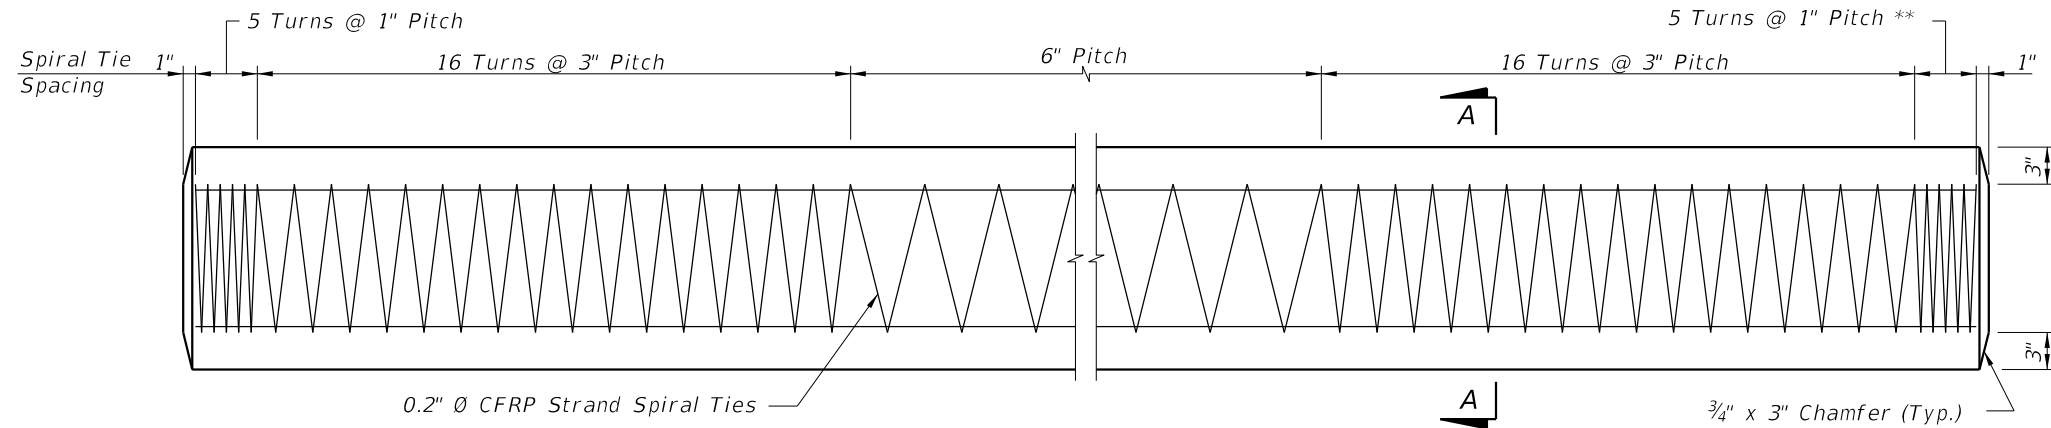 5 Turns @ 1" Pitch
5 Turns @ 1" Pitch **
Spiral Tie
Spacing
1"
16 Turns @ 3" Pitch
6" Pitch
16 Turns @ 3" Pitch
1"
A
3"
3"
0.2" Ø CFRP Strand Spiral Ties
A
¾" x 3" Chamfer (Typ.)